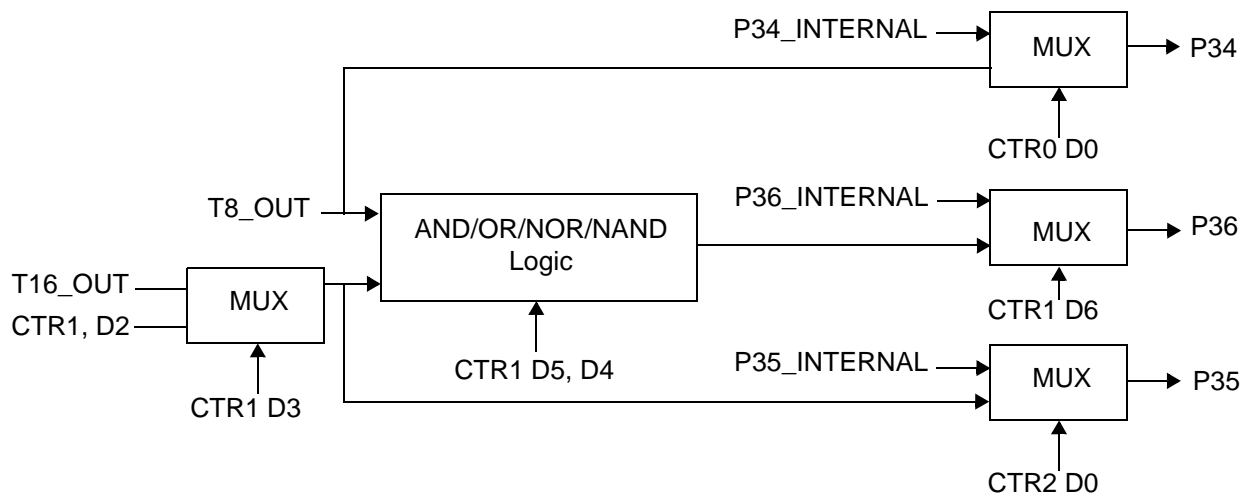 P34_INTERNAL
MUX
P34
CTR0 D0
T8_OUT
AND/OR/NOR/NAND
Logic
P36_INTERNAL
MUX
P36
CTR1 D6
T16_OUT
CTR1, D2
MUX
CTR1 D3
CTR1 D5, D4
P35_INTERNAL
MUX
P35
CTR2 D0